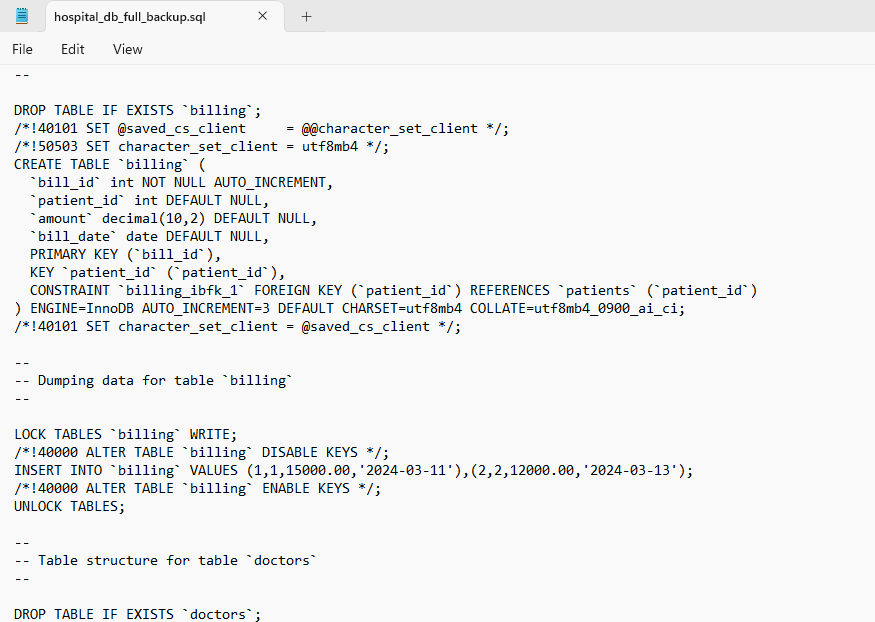 hospital_db_full_backup.sql
File Edit View
--
DROP TABLE IF EXISTS `billing`;
/*!40101 SET @saved_cs_client     = @@character_set_client */;
/*!50503 SET character_set_client = utf8mb4 */;
CREATE TABLE `billing` (
  `bill_id` int NOT NULL AUTO_INCREMENT,
  `patient_id` int DEFAULT NULL,
  `amount` decimal(10,2) DEFAULT NULL,
  `bill_date` date DEFAULT NULL,
  PRIMARY KEY (`bill_id`),
  KEY `patient_id` (`patient_id`),
  CONSTRAINT `billing_ibfk_1` FOREIGN KEY (`patient_id`) REFERENCES `patients` (`patient_id`)
) ENGINE=InnoDB AUTO_INCREMENT=3 DEFAULT CHARSET=utf8mb4 COLLATE=utf8mb4_0900_ai_ci;
/*!40101 SET character_set_client = @saved_cs_client */;
--
-- Dumping data for table `billing`
--
LOCK TABLES `billing` WRITE;
/*!40000 ALTER TABLE `billing` DISABLE KEYS */;
INSERT INTO `billing` VALUES (1,1,15000.00,'2024-03-11'),(2,2,12000.00,'2024-03-13');
/*!40000 ALTER TABLE `billing` ENABLE KEYS */;
UNLOCK TABLES;
--
-- Table structure for table `doctors`
--
DROP TABLE IF EXISTS `doctors`;